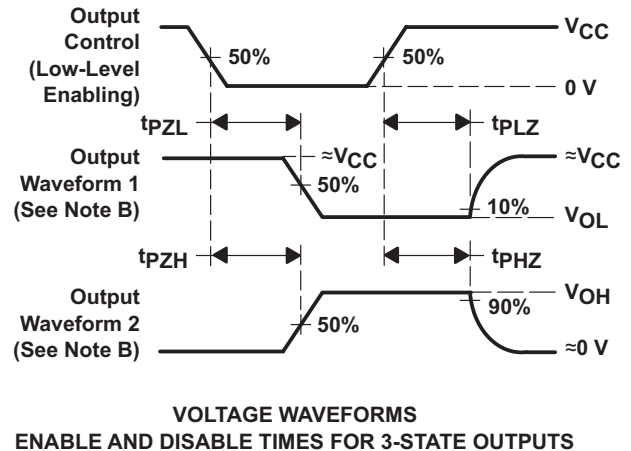 Output
Control
(Low-Level
Enabling)
50%
50%
VCC
0 V
tPZL
tPLZ
Output
Waveform 1
(See Note B)
≈VCC
50%
≈VCC
10%
VOL
tPZH
tPHZ
Output
Waveform 2
(See Note B)
50%
VOH
90%
≈0 V
VOLTAGE WAVEFORMS
ENABLE AND DISABLE TIMES FOR 3-STATE OUTPUTS